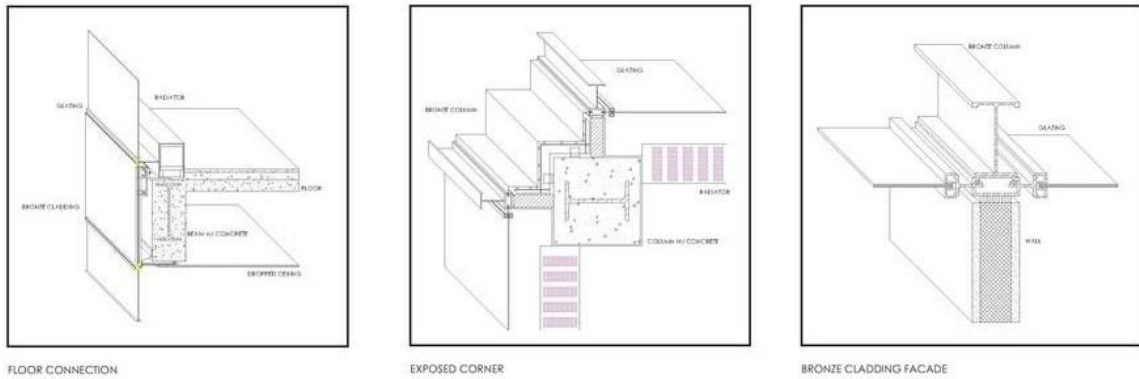 GLAZING
RADIATOR
FLOOR
BRONZE CLADDING
BEAM W/ CONCRETE
DROPPED CEILING
FLOOR CONNECTION
GLAZING
BRONZE COLUMN
RADIATOR
COLUMN W/ CONCRETE
EXPOSED CORNER
BRONZE COLUMN
GLAZING
WALL
BRONZE CLADDING FACADE